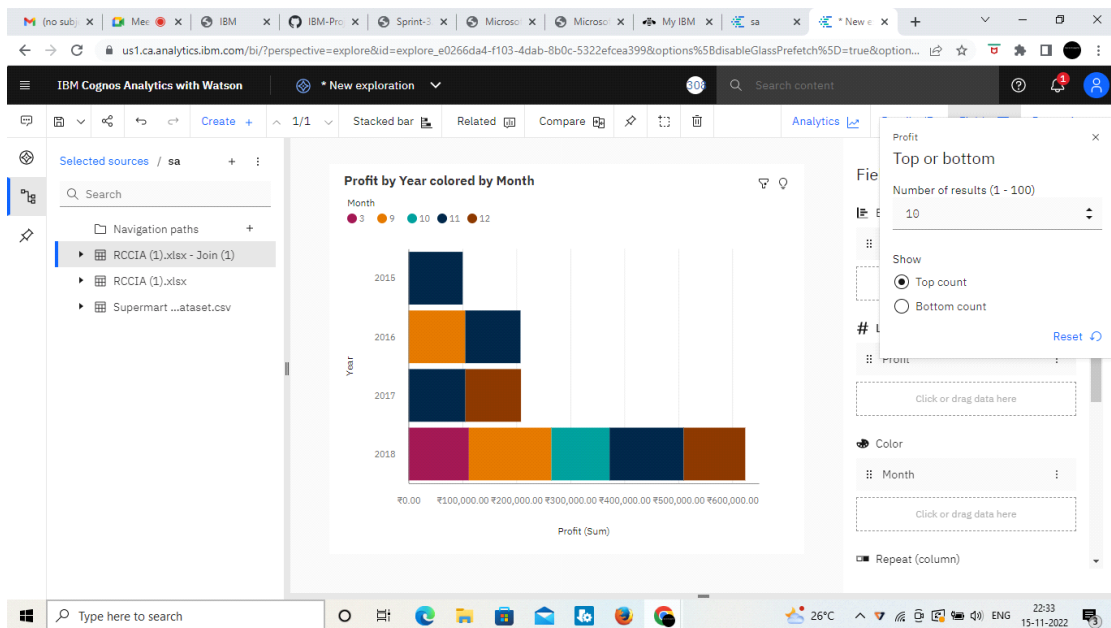 (no subj
Mee
IBM
IBM-Proj
Sprint-3
Microsof
Microsof
My IBM
sa
* New e
us1.ca.analytics.ibm.com/bi/?perspective=explore&id=explore_e0266da4-f103-4dab-8b0c-5322efcea399&options%5BdisableGlassPrefetch%5D=true&option...
IBM Cognos Analytics with Watson
* New exploration
Search content
1
Create +
1/1
Stacked bar
Related
Compare
Analytics
Selected sources / sa
Search
Navigation paths
RCCIA (1).xlsx - Join (1)
RCCIA (1).xlsx
Supermart ...ataset.csv
Profit by Year colored by Month
Month
3 9 10 11 12
2015
2016
2017
2018
Year
₹0.00 ₹100,000.00 ₹200,000.00 ₹300,000.00 ₹400,000.00 ₹500,000.00 ₹600,000.00
Profit (Sum)
Profit
Top or bottom
Number of results (1 - 100)
10
Show
Top count
Bottom count
Reset
Fie
Profit
Click or drag data here
Color
Month
Click or drag data here
Repeat (column)
Type here to search
26°C
ENG
22:33
15-11-2022
3